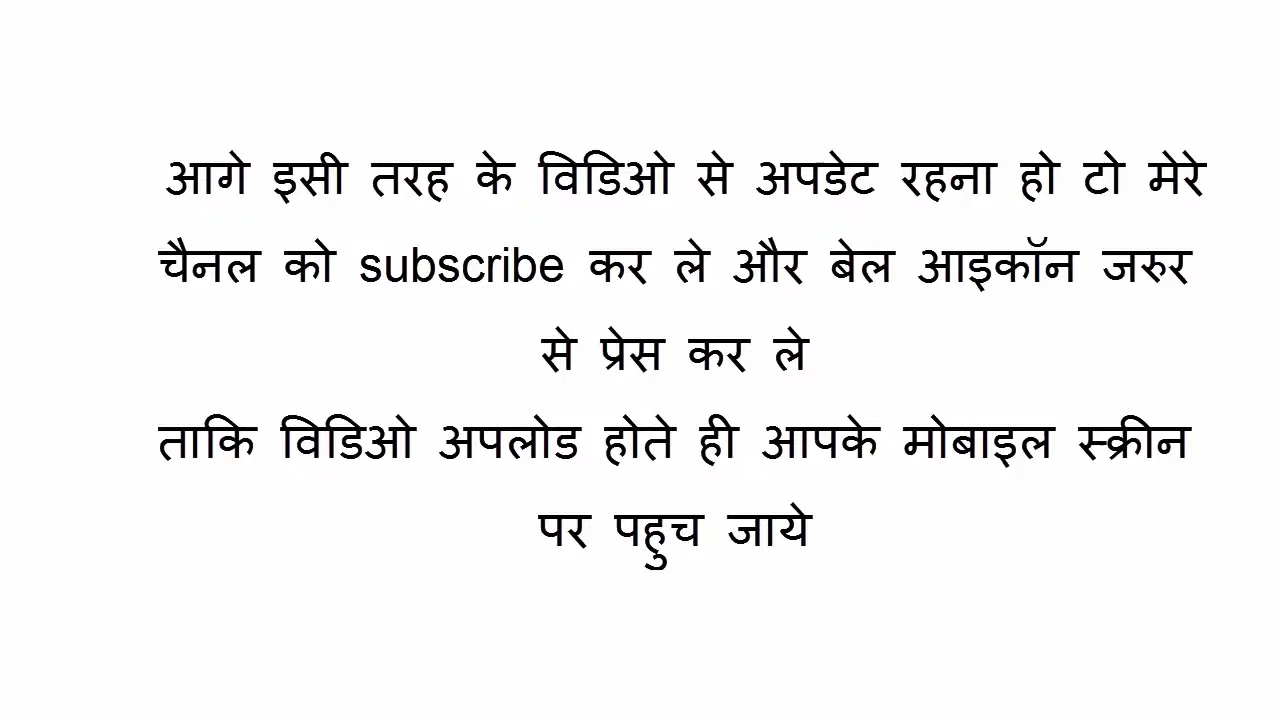 आगे इसी तरह के विडिओ से अपडेट रहना हो टो मेरे
चैनल को subscribe कर ले और बेल आइकॉन जरुर
से प्रेस कर ले
ताकि विडिओ अपलोड होते ही आपके मोबाइल स्क्रीन
पर पहुच जाये